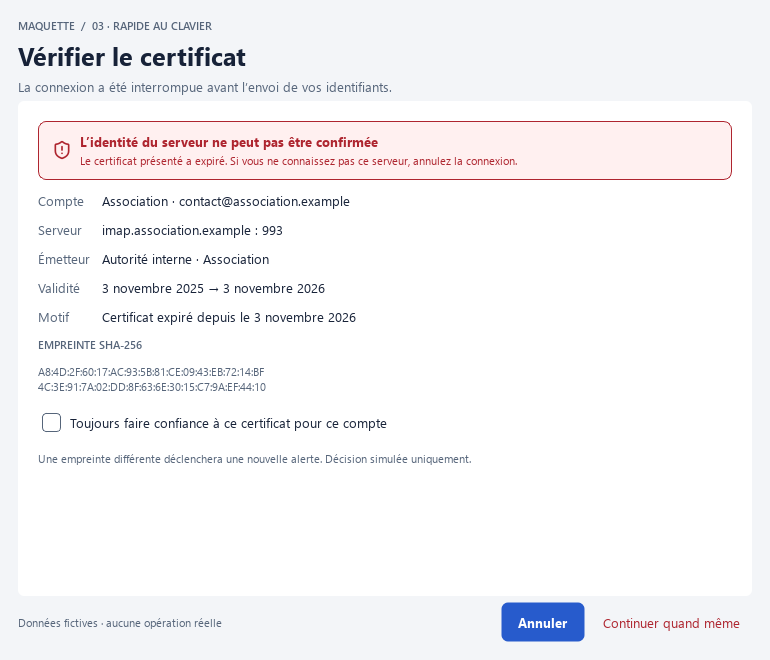 MAQUETTE / 03 · RAPIDE AU CLAVIER
Vérifier le certificat
La connexion a été interrompue avant l’envoi de vos identifiants.
L’identité du serveur ne peut pas être confirmée
Le certificat présenté a expiré. Si vous ne connaissez pas ce serveur, annulez la connexion.
Compte Association · contact@association.example
Serveur imap.association.example : 993
Émetteur Autorité interne · Association
Validité 3 novembre 2025 → 3 novembre 2026
Motif Certificat expiré depuis le 3 novembre 2026
EMPREINTE SHA-256
A8:4D:2F:60:17:AC:93:5B:81:CE:09:43:EB:72:14:BF
4C:3E:91:7A:02:DD:8F:63:6E:30:15:C7:9A:EF:44:10
Toujours faire confiance à ce certificat pour ce compte
Une empreinte différente déclenchera une nouvelle alerte. Décision simulée uniquement.
Données fictives · aucune opération réelle
Annuler
Continuer quand même